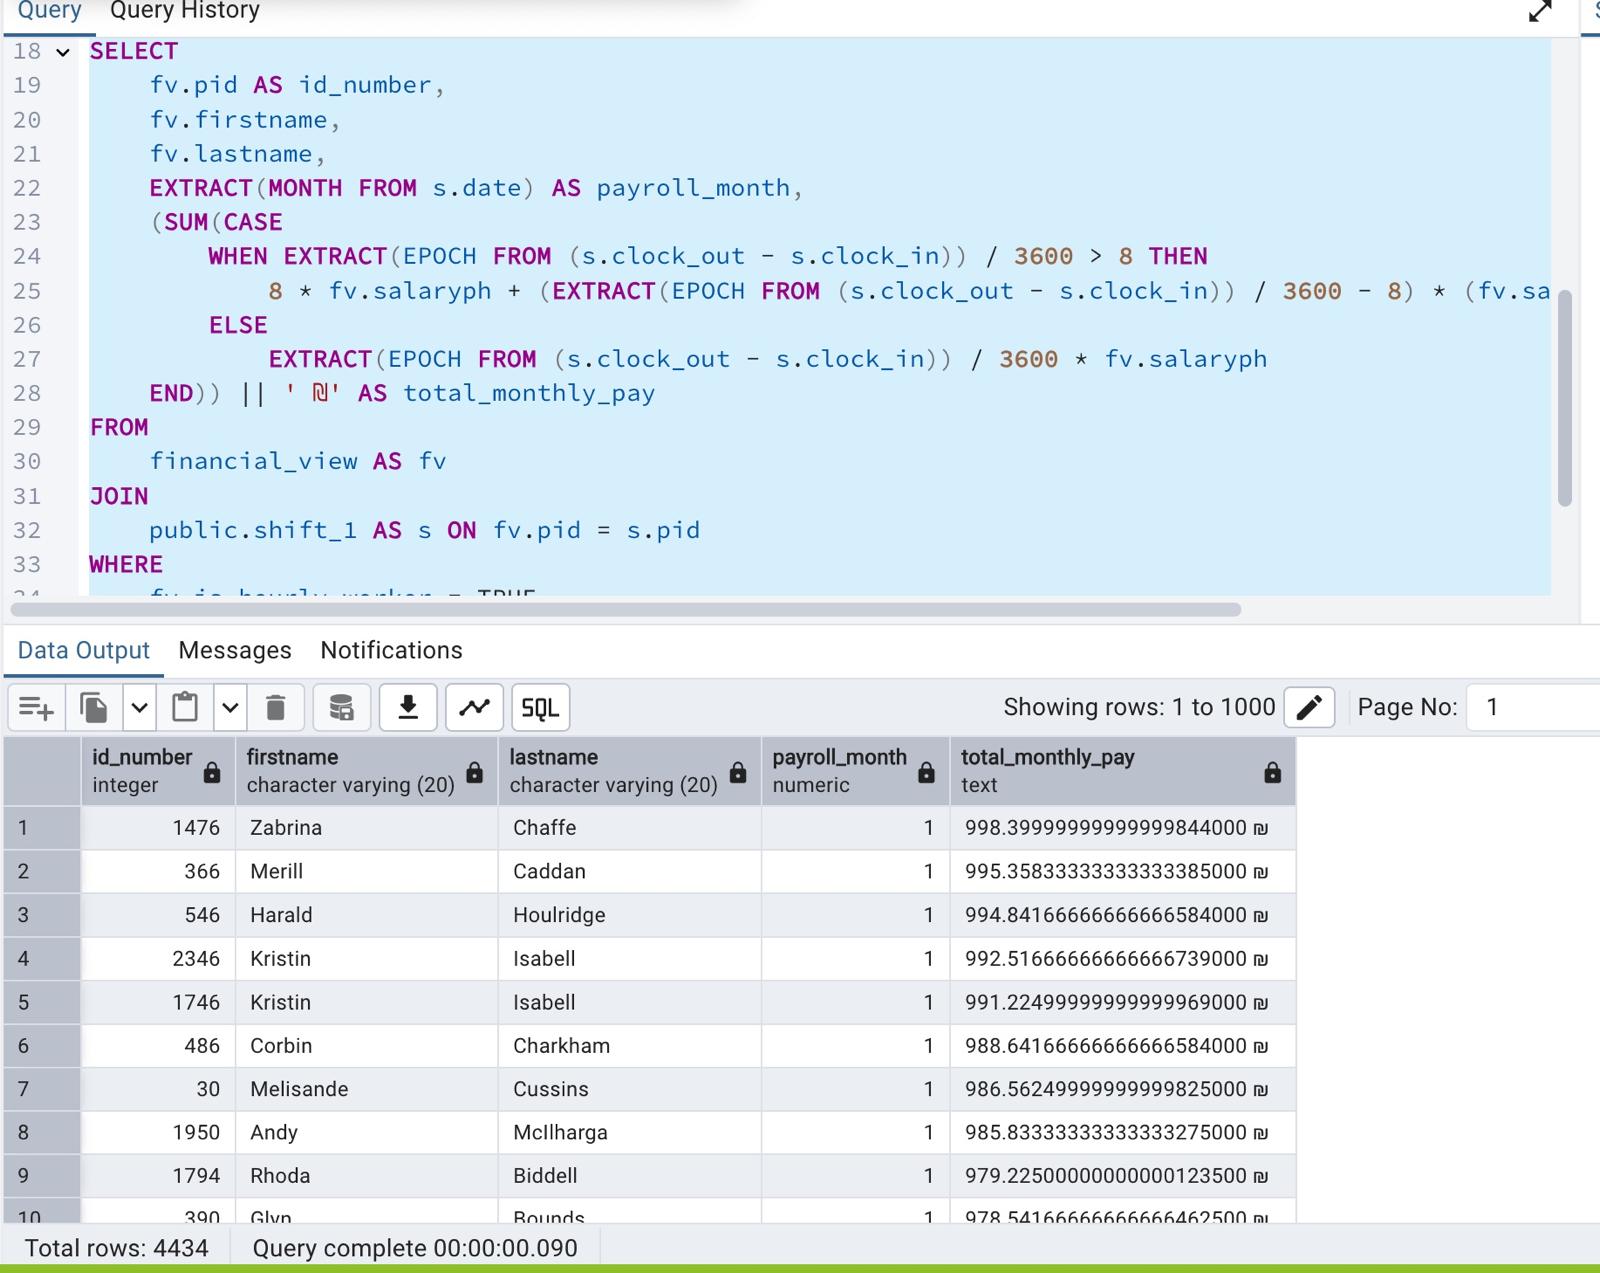 Query Query History
18 SELECT
19 fv.pid AS id_number,
20 fv.firstname,
21 fv.lastname,
22 EXTRACT(MONTH FROM s.date) AS payroll_month,
23 (SUM(CASE
24 WHEN EXTRACT(EPOCH FROM (s.clock_out - s.clock_in)) / 3600 > 8 THEN
25 8 * fv.salaryph + (EXTRACT(EPOCH FROM (s.clock_out - s.clock_in)) / 3600 - 8) * (fv.sa
26 ELSE
27 EXTRACT(EPOCH FROM (s.clock_out - s.clock_in)) / 3600 * fv.salaryph
28 END)) || ' ₪' AS total_monthly_pay
29 FROM
30 financial_view AS fv
31 JOIN
32 public.shift_1 AS s ON fv.pid = s.pid
33 WHERE
34 fv.is_hourly_worker = TRUE
Data Output Messages Notifications
SQL Showing rows: 1 to 1000 Page No: 1
id_number firstname lastname payroll_month total_monthly_pay
integer character varying (20) character varying (20) numeric text
1 1476 Zabrina Chaffe 1 998.39999999999999844000 ₪
2 366 Merill Caddan 1 995.35833333333333385000 ₪
3 546 Harald Houlridge 1 994.84166666666666584000 ₪
4 2346 Kristin Isabell 1 992.51666666666666739000 ₪
5 1746 Kristin Isabell 1 991.22499999999999969000 ₪
6 486 Corbin Charkham 1 988.64166666666666584000 ₪
7 30 Melisande Cussins 1 986.56249999999999825000 ₪
8 1950 Andy McIlharga 1 985.83333333333333275000 ₪
9 1794 Rhoda Biddell 1 979.22500000000000123500 ₪
10 390 Glyn Bounds 1 978.54166666666666462500 ₪
Total rows: 4434 Query complete 00:00:00.090